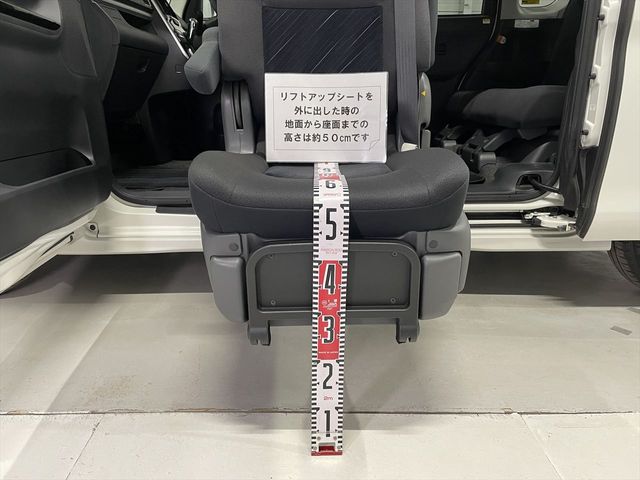 リフトアップシートを
外に出した時の
地面から座面までの
高さは約５０cmです
6
5
4
3
2
2m
1